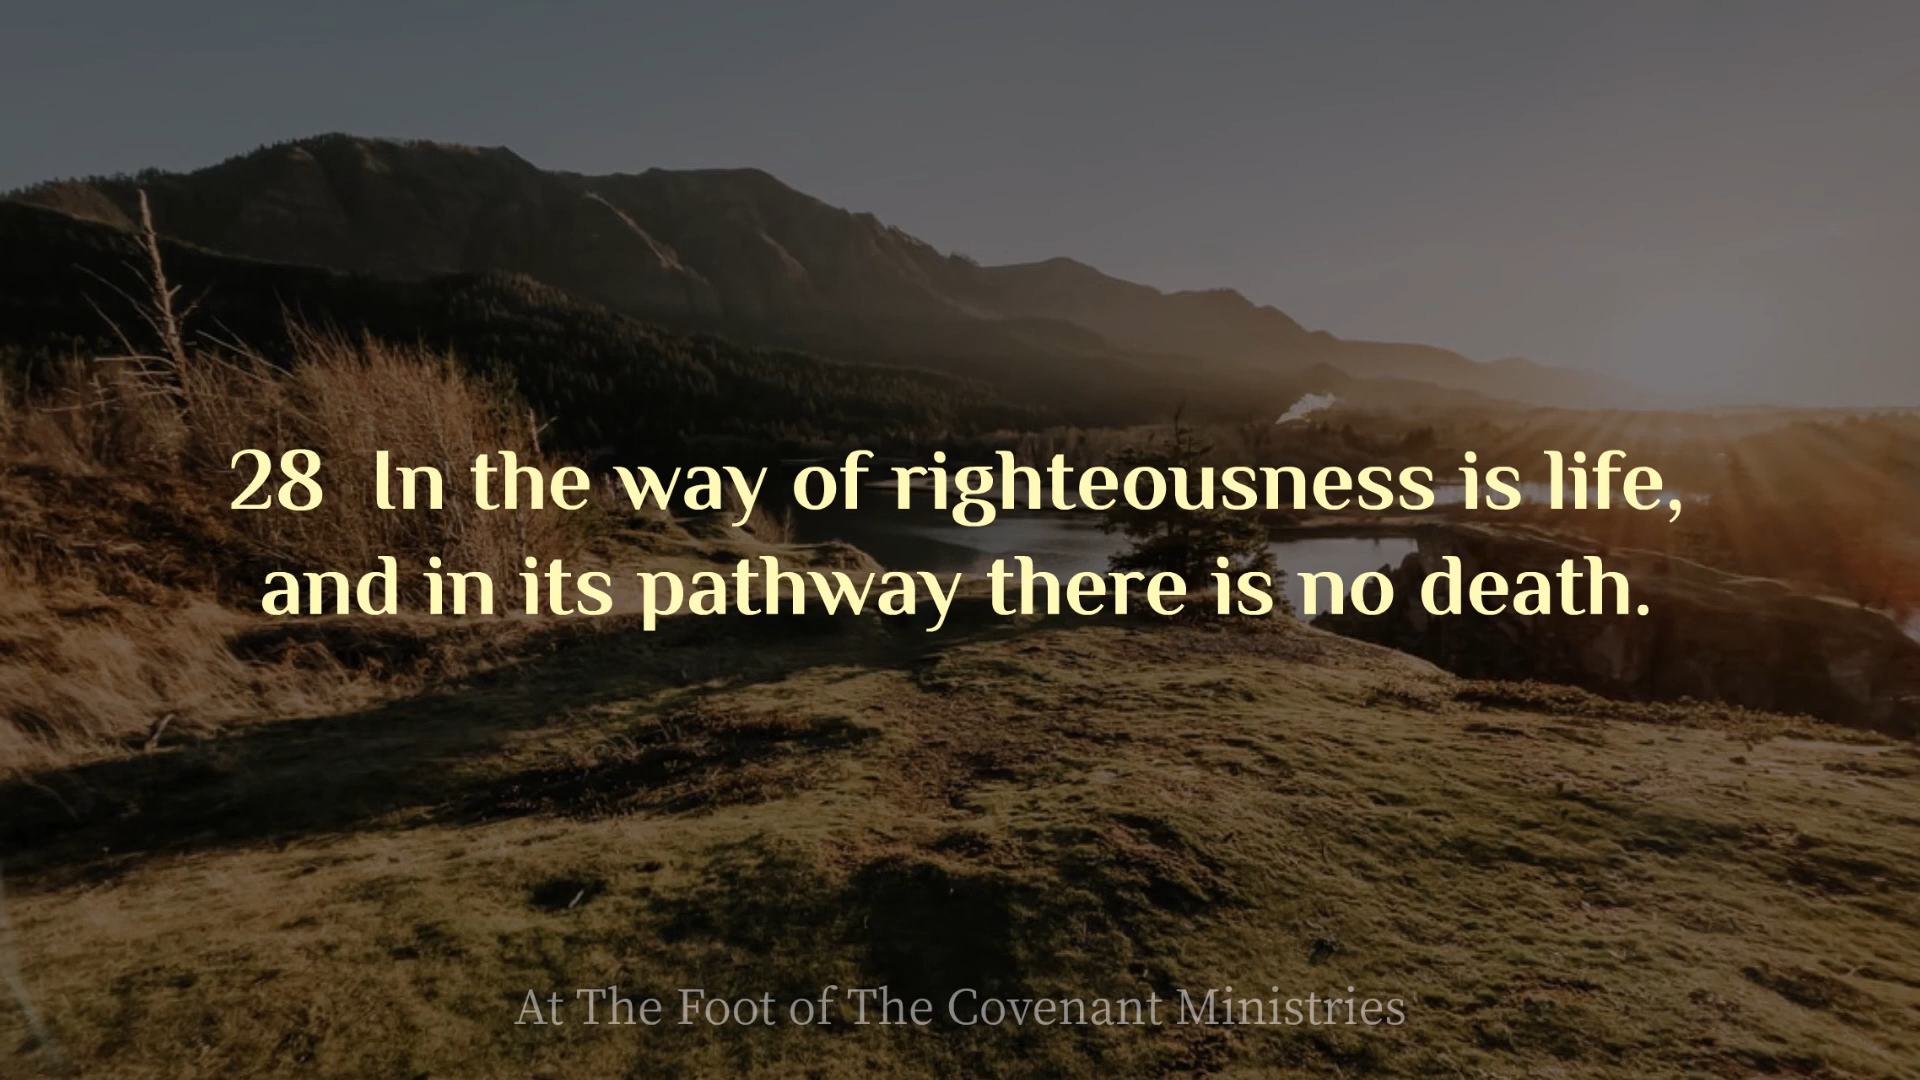 28 In the way of righteousness is life,
and in its pathway there is no death.
At The Foot of The Covenant Ministries